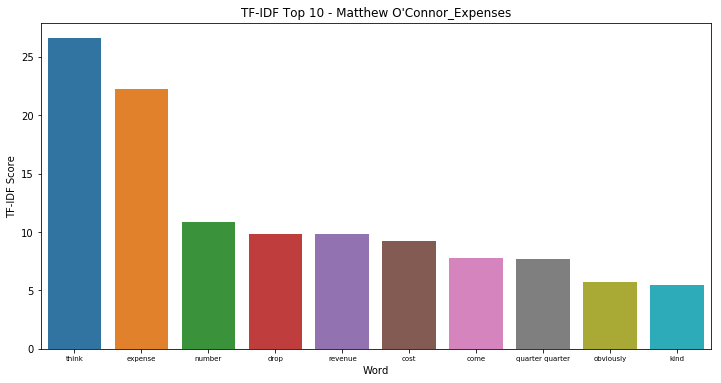 TF-IDF Top 10 - Matthew O'Connor_Expenses
TF-IDF Score
25
20
15
10
5
0
think expense number drop revenue cost come quarter quarter obviously kind
Word